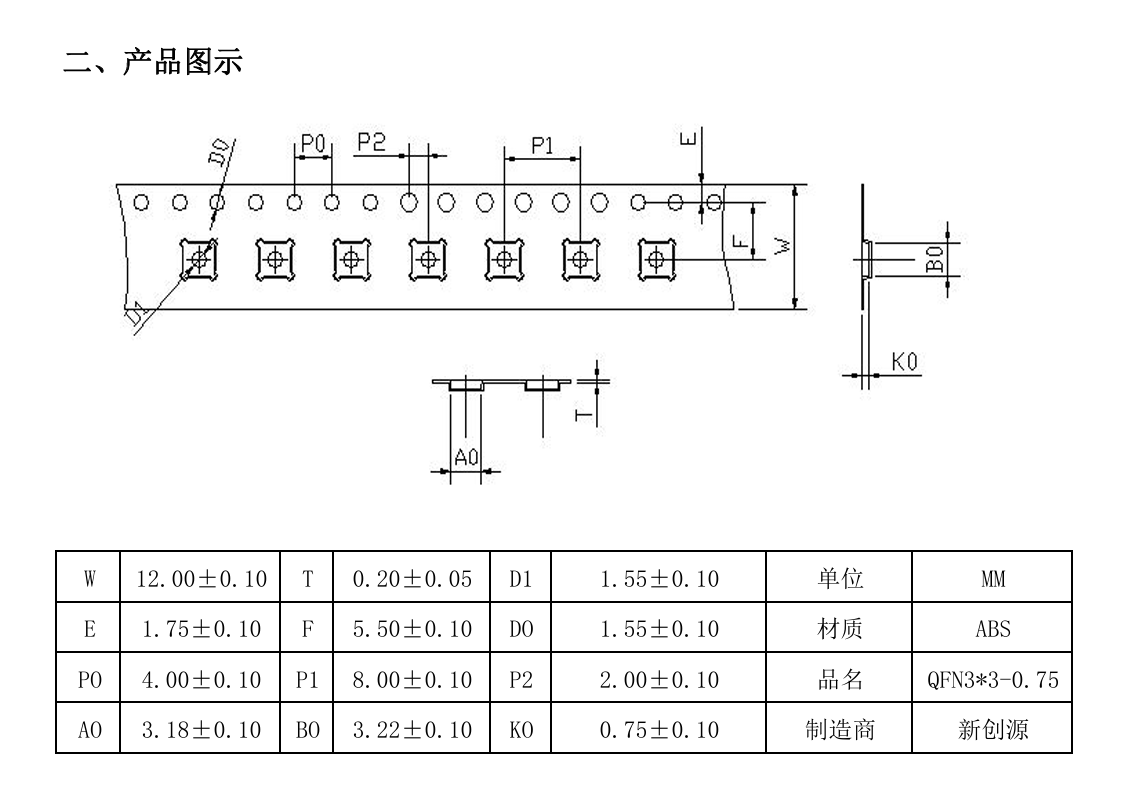 二、产品图示
D0
P0
P2
P1
E
F
W
B0
D1
K0
T
A0
W 12.00±0.10 T 0.20±0.05 D1 1.55±0.10 单位 MM
E 1.75±0.10 F 5.50±0.10 D0 1.55±0.10 材质 ABS
P0 4.00±0.10 P1 8.00±0.10 P2 2.00±0.10 品名 QFN3*3-0.75
A0 3.18±0.10 B0 3.22±0.10 K0 0.75±0.10 制造商 新创源